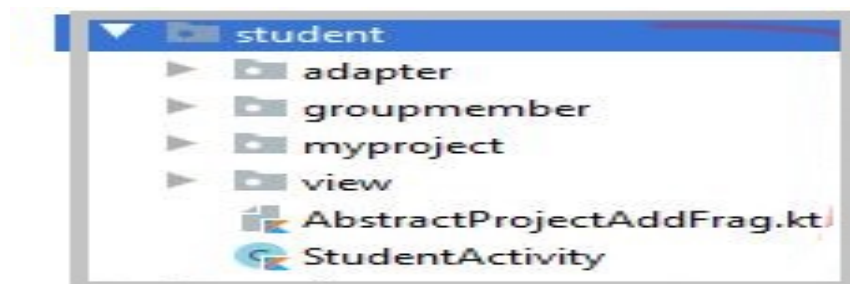 student
adapter
groupmember
myproject
view
AbstractProjectAddFrag.kt
StudentActivity